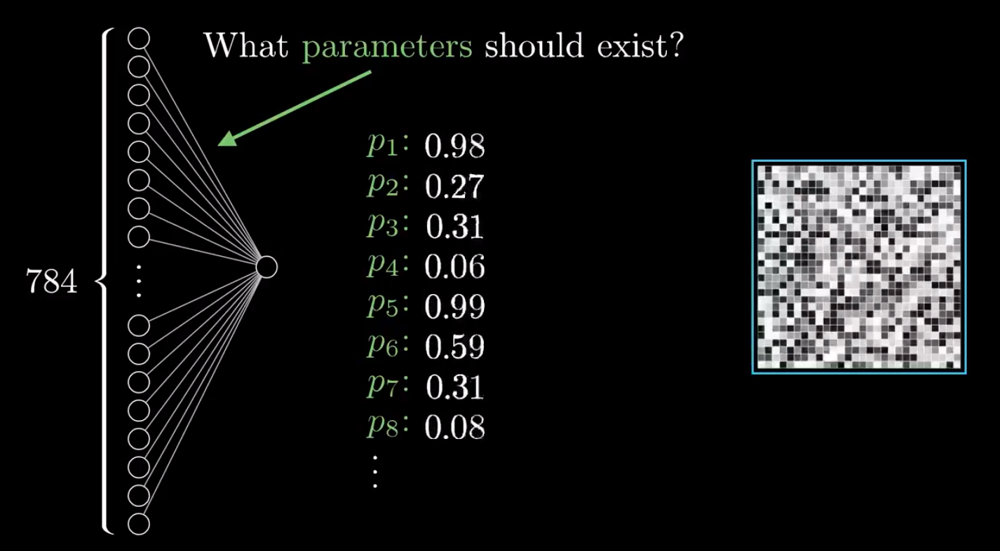 What parameters should exist?
784
p1: 0.98
p2: 0.27
p3: 0.31
p4: 0.06
p5: 0.99
p6: 0.59
p7: 0.31
p8: 0.08
⋮